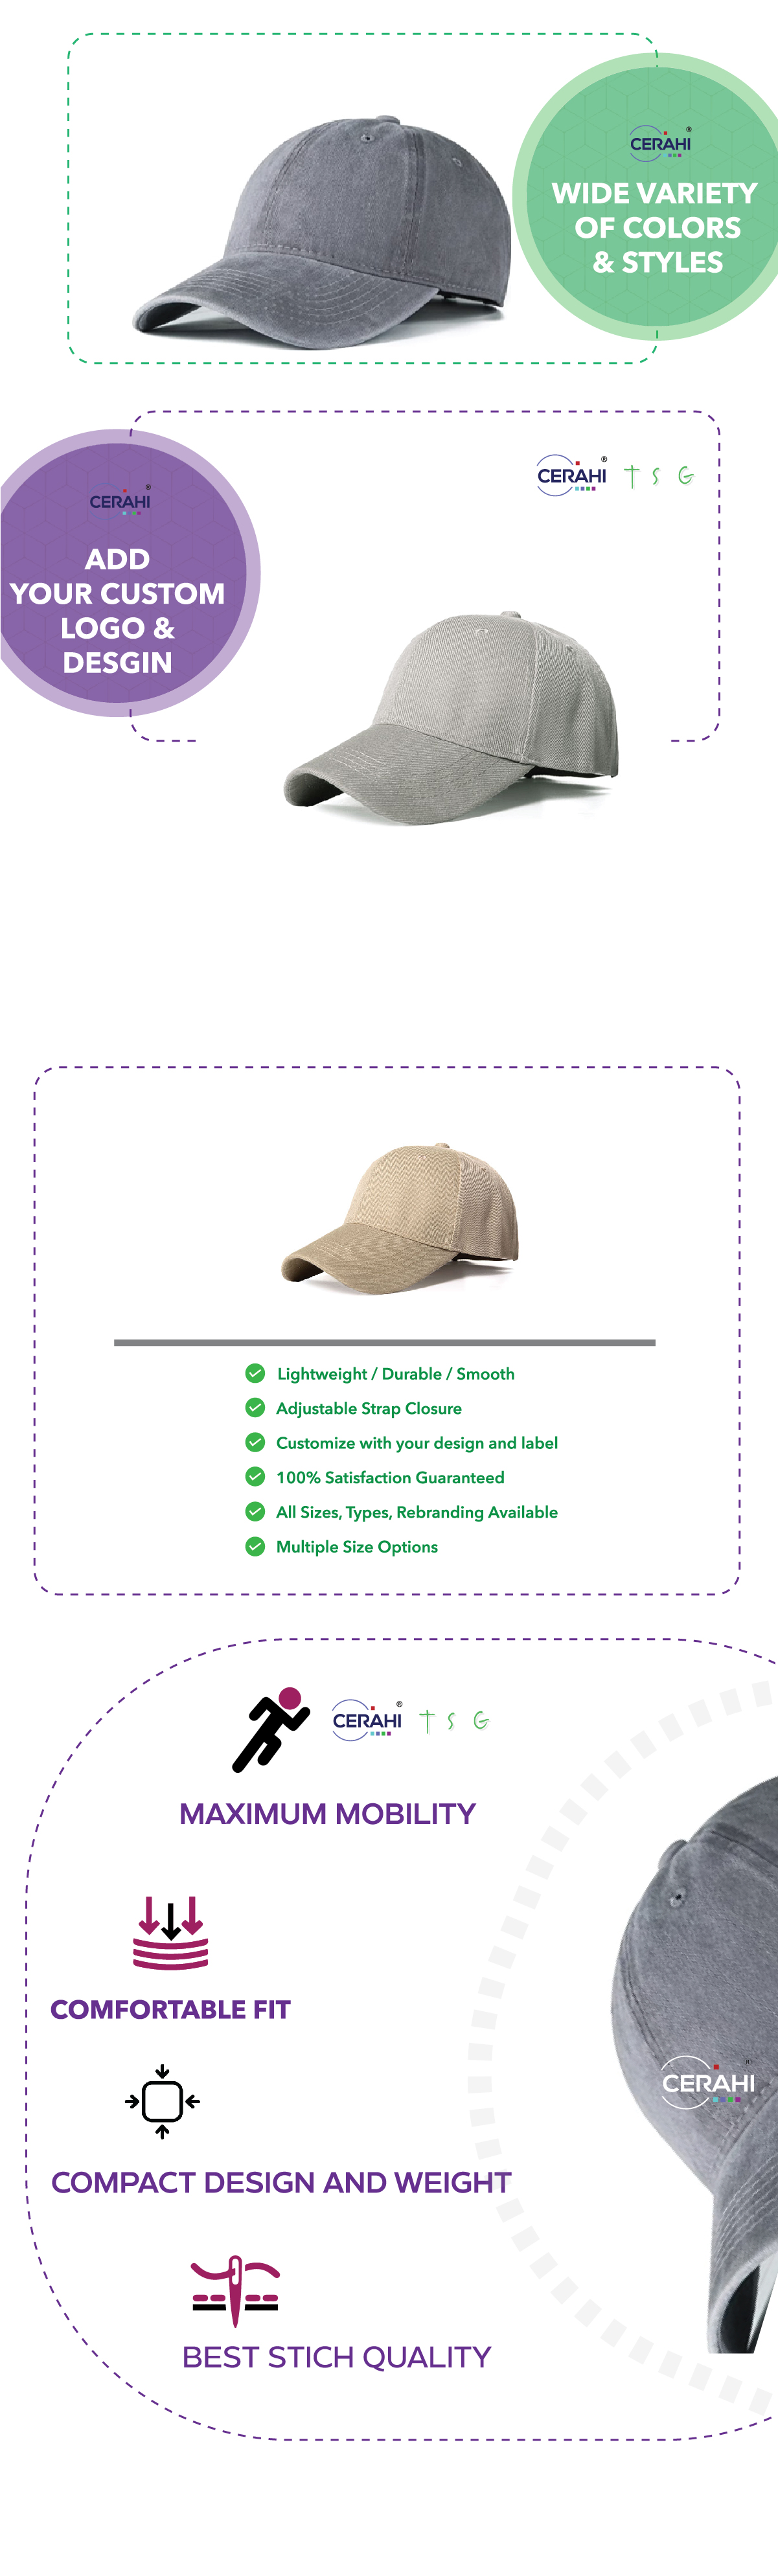 CERAHI®
WIDE VARIETY
OF COLORS
& STYLES
CERAHI®
ADD
YOUR CUSTOM
LOGO &
DESGIN
CERAHI® T S G
Lightweight / Durable / Smooth
Adjustable Strap Closure
Customize with your design and label
100% Satisfaction Guaranteed
All Sizes, Types, Rebranding Available
Multiple Size Options
CERAHI® T S G
MAXIMUM MOBILITY
COMFORTABLE FIT
CERAHI®
COMPACT DESIGN AND WEIGHT
BEST STICH QUALITY